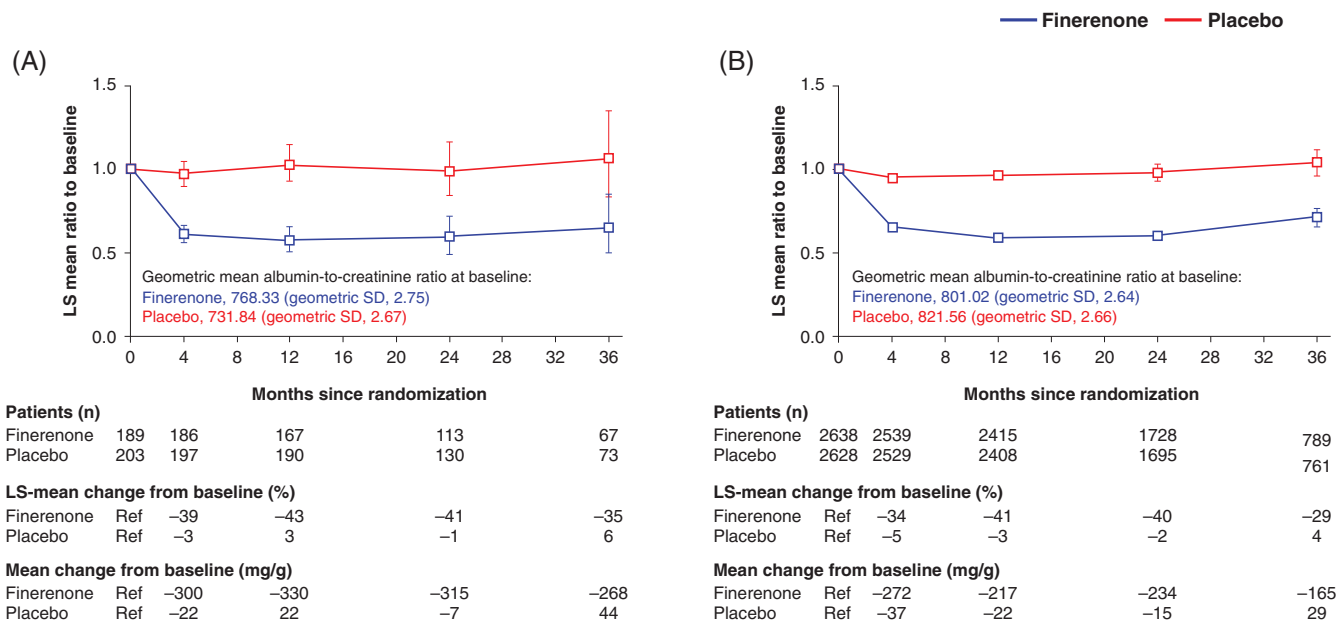 Finerenone Placebo
(A)
1.5
1.0
0.5
0.0
LS mean ratio to baseline
Geometric mean albumin-to-creatinine ratio at baseline:
Finerenone, 768.33 (geometric SD, 2.75)
Placebo, 731.84 (geometric SD, 2.67)
0 4 8 12 16 20 24 28 32 36
Months since randomization
Patients (n)
Finerenone 189 186 167 113 67
Placebo 203 197 190 130 73
LS-mean change from baseline (%)
Finerenone Ref –39 –43 –41 –35
Placebo Ref –3 3 –1 6
Mean change from baseline (mg/g)
Finerenone Ref –300 –330 –315 –268
Placebo Ref –22 22 –7 44
(B)
1.5
1.0
0.5
0.0
LS mean ratio to baseline
Geometric mean albumin-to-creatinine ratio at baseline:
Finerenone, 801.02 (geometric SD, 2.64)
Placebo, 821.56 (geometric SD, 2.66)
0 4 8 12 16 20 24 28 32 36
Months since randomization
Patients (n)
Finerenone 2638 2539 2415 1728 789
Placebo 2628 2529 2408 1695 761
LS-mean change from baseline (%)
Finerenone Ref –34 –41 –40 –29
Placebo Ref –5 –3 –2 4
Mean change from baseline (mg/g)
Finerenone Ref –272 –217 –234 –165
Placebo Ref –37 –22 –15 29